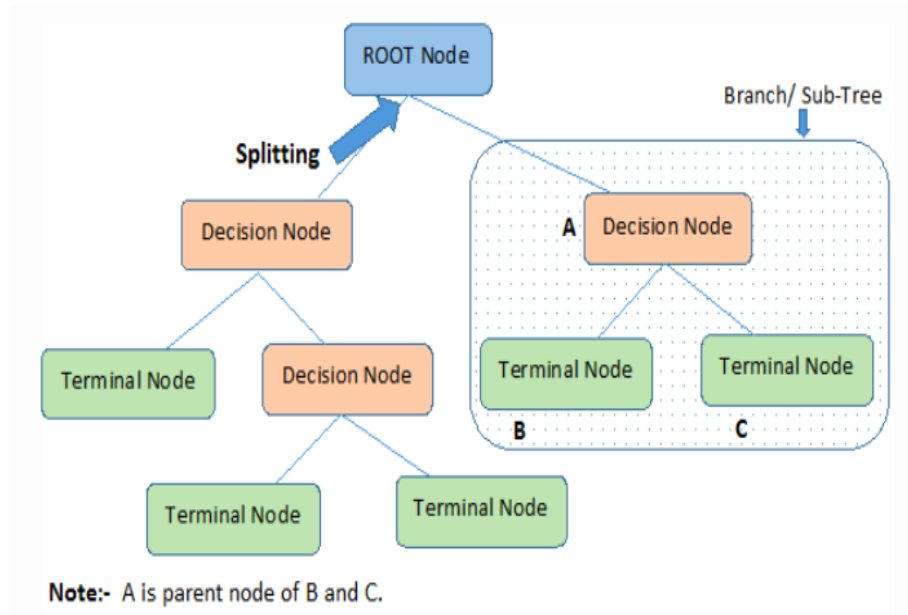 ROOT Node
Branch/ Sub-Tree
Splitting
Decision Node
A
Decision Node
Terminal Node
Decision Node
Terminal Node
Terminal Node
B
C
Terminal Node
Terminal Node
Note:- A is parent node of B and C.